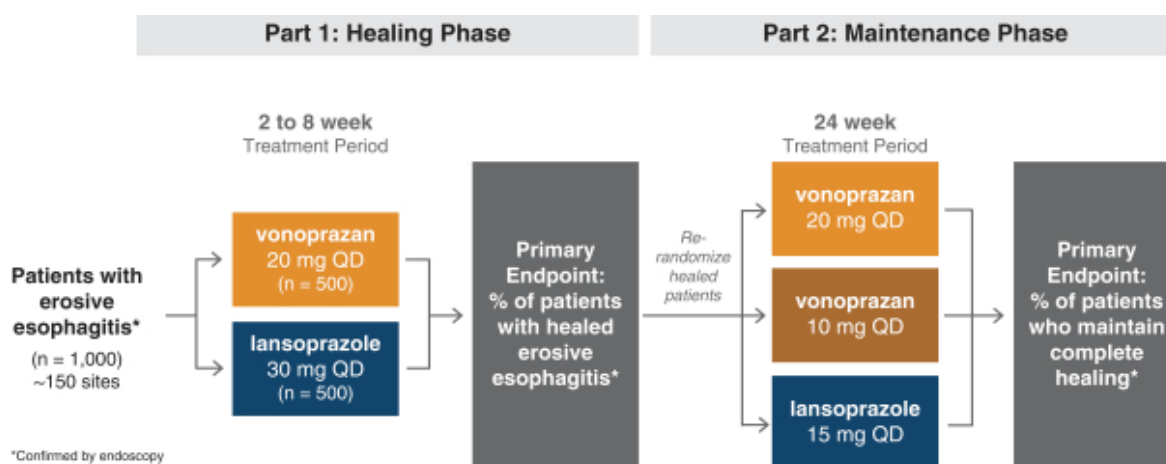 Part 1: Healing Phase
Part 2: Maintenance Phase
2 to 8 week
Treatment Period
24 week
Treatment Period
Patients with
erosive
esophagitis*
(n = 1,000)
~150 sites
vonoprazan
20 mg QD
(n = 500)
lansoprazole
30 mg QD
(n = 500)
Primary
Endpoint:
% of patients
with healed
erosive
esophagitis*
Re-
randomize
healed
patients
vonoprazan
20 mg QD
vonoprazan
10 mg QD
lansoprazole
15 mg QD
Primary
Endpoint:
% of patients
who maintain
complete
healing*
*Confirmed by endoscopy